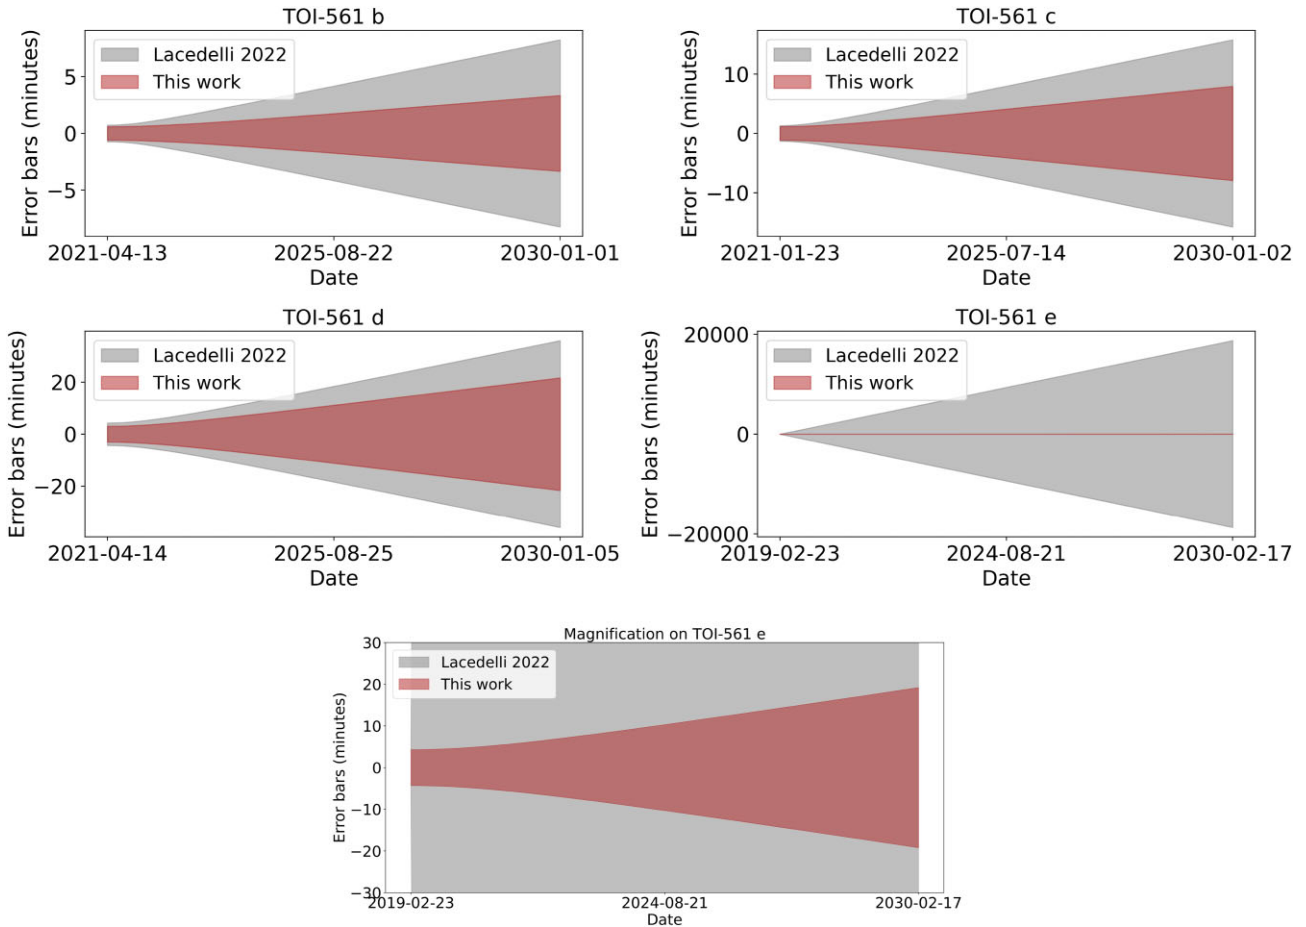 TOI-561 b
Error bars (minutes)
5
0
−5
Lacedelli 2022
This work
2021-04-13 2025-08-22 2030-01-01
Date
TOI-561 c
Error bars (minutes)
10
0
−10
Lacedelli 2022
This work
2021-01-23 2025-07-14 2030-01-02
Date
TOI-561 d
Error bars (minutes)
20
0
−20
Lacedelli 2022
This work
2021-04-14 2025-08-25 2030-01-05
Date
TOI-561 e
Error bars (minutes)
20000
0
−20000
Lacedelli 2022
This work
2019-02-23 2024-08-21 2030-02-17
Date
Magnification on TOI-561 e
Error bars (minutes)
30
20
10
0
−10
−20
−30
Lacedelli 2022
This work
2019-02-23 2024-08-21 2030-02-17
Date